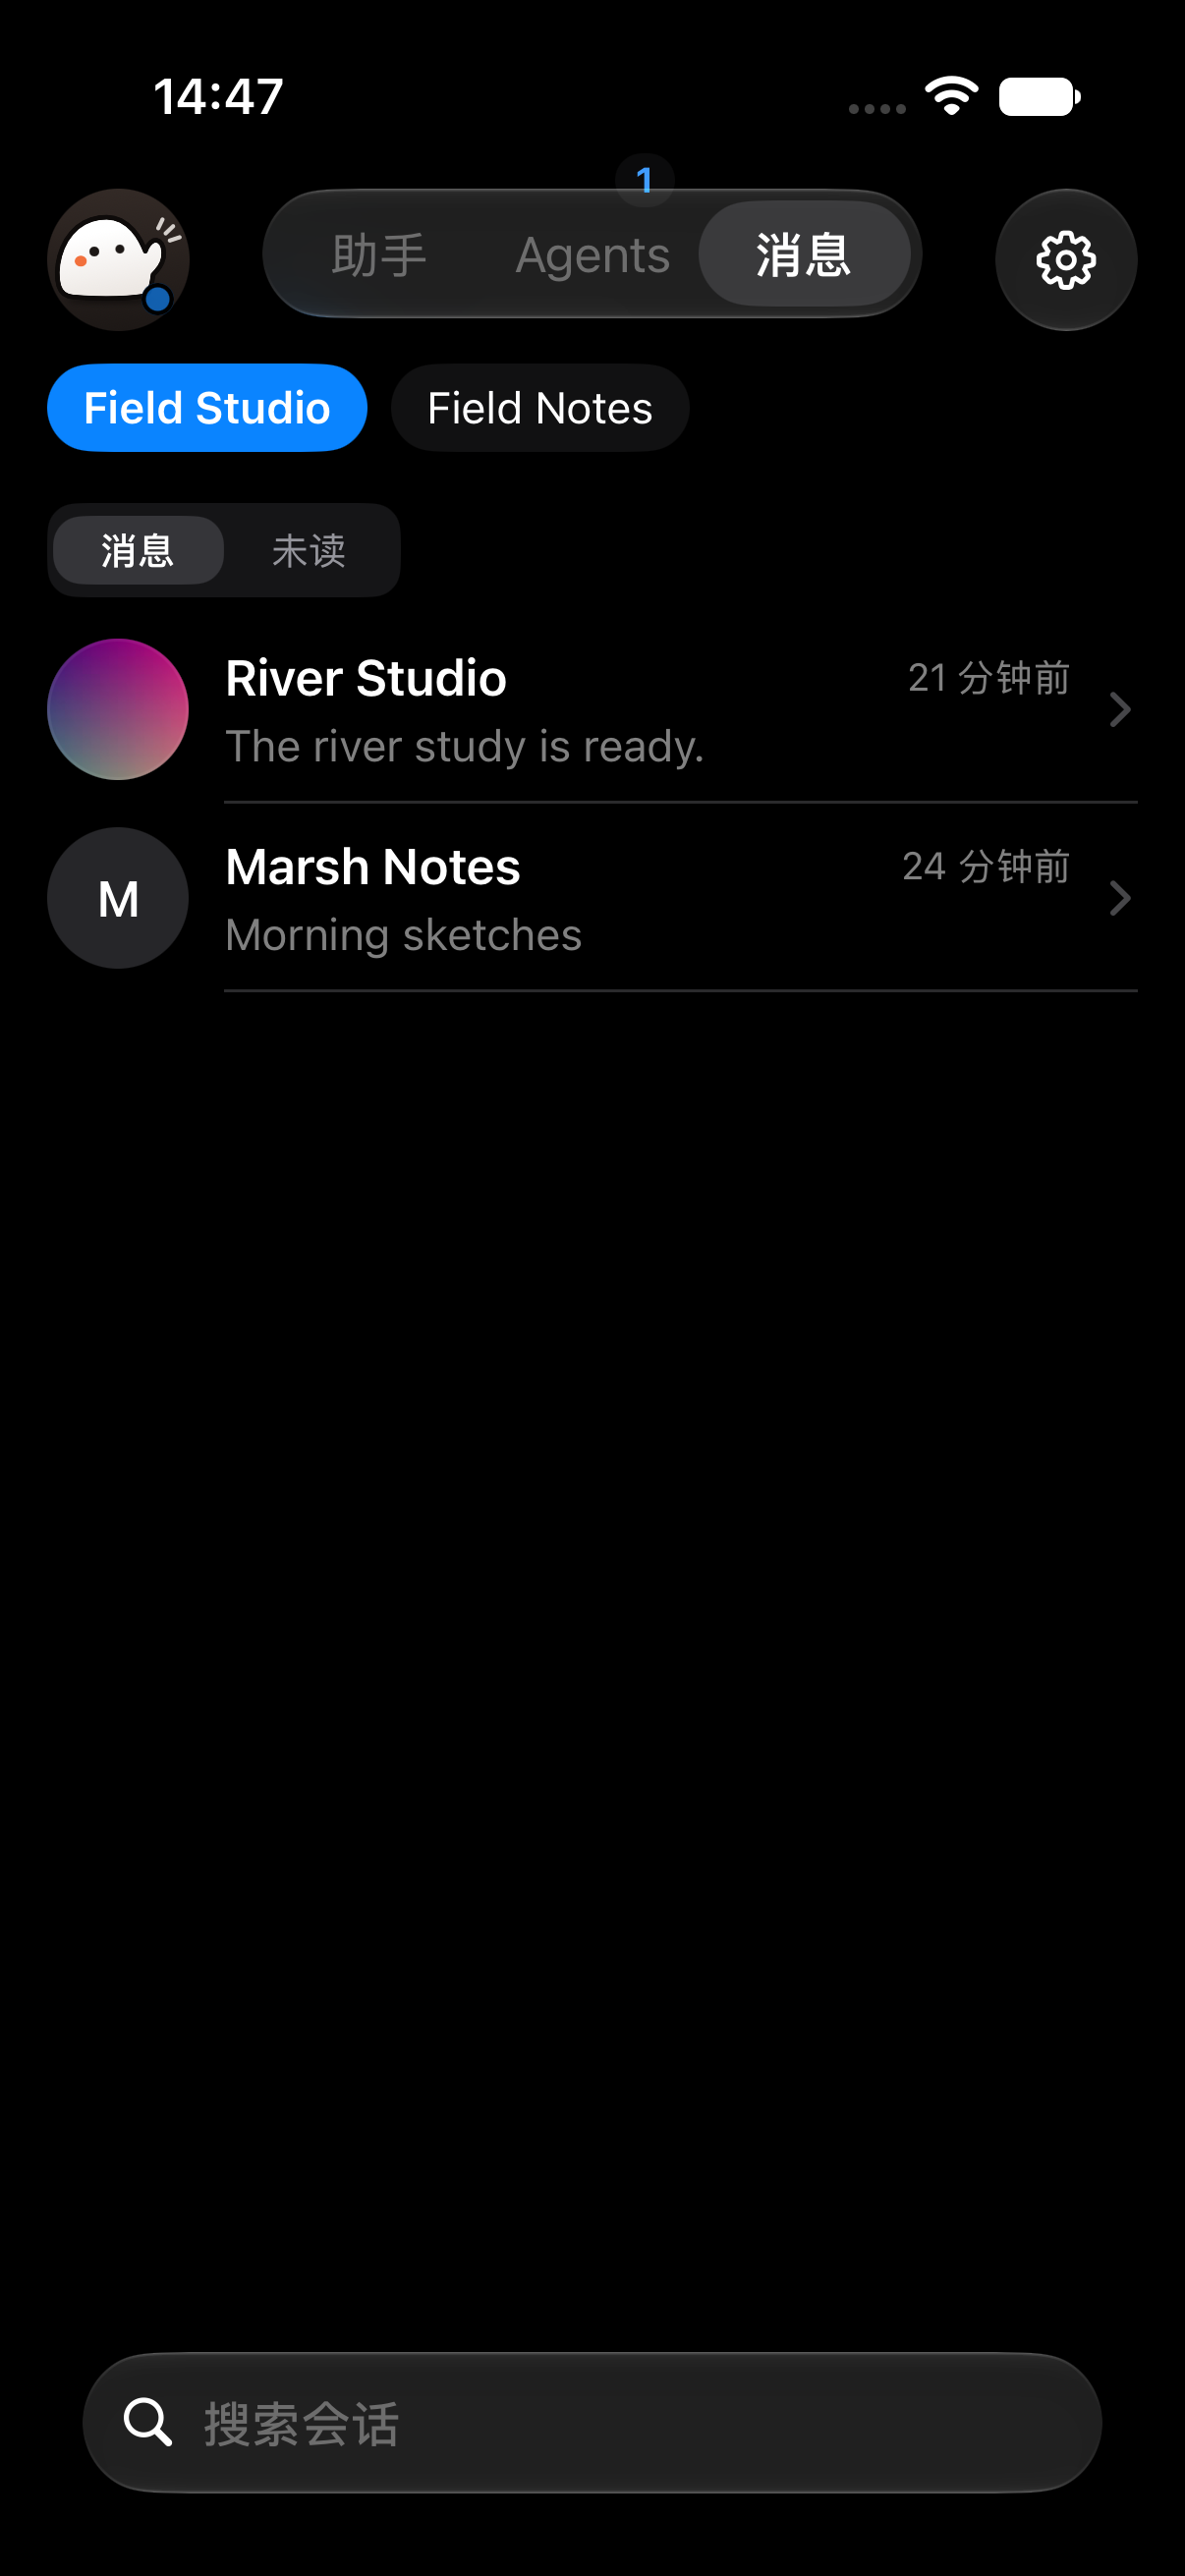 14:47
1
助手 Agents 消息
Field Studio Field Notes
消息 未读
River Studio 21 分钟前
The river study is ready.
M
Marsh Notes 24 分钟前
Morning sketches
搜索会话